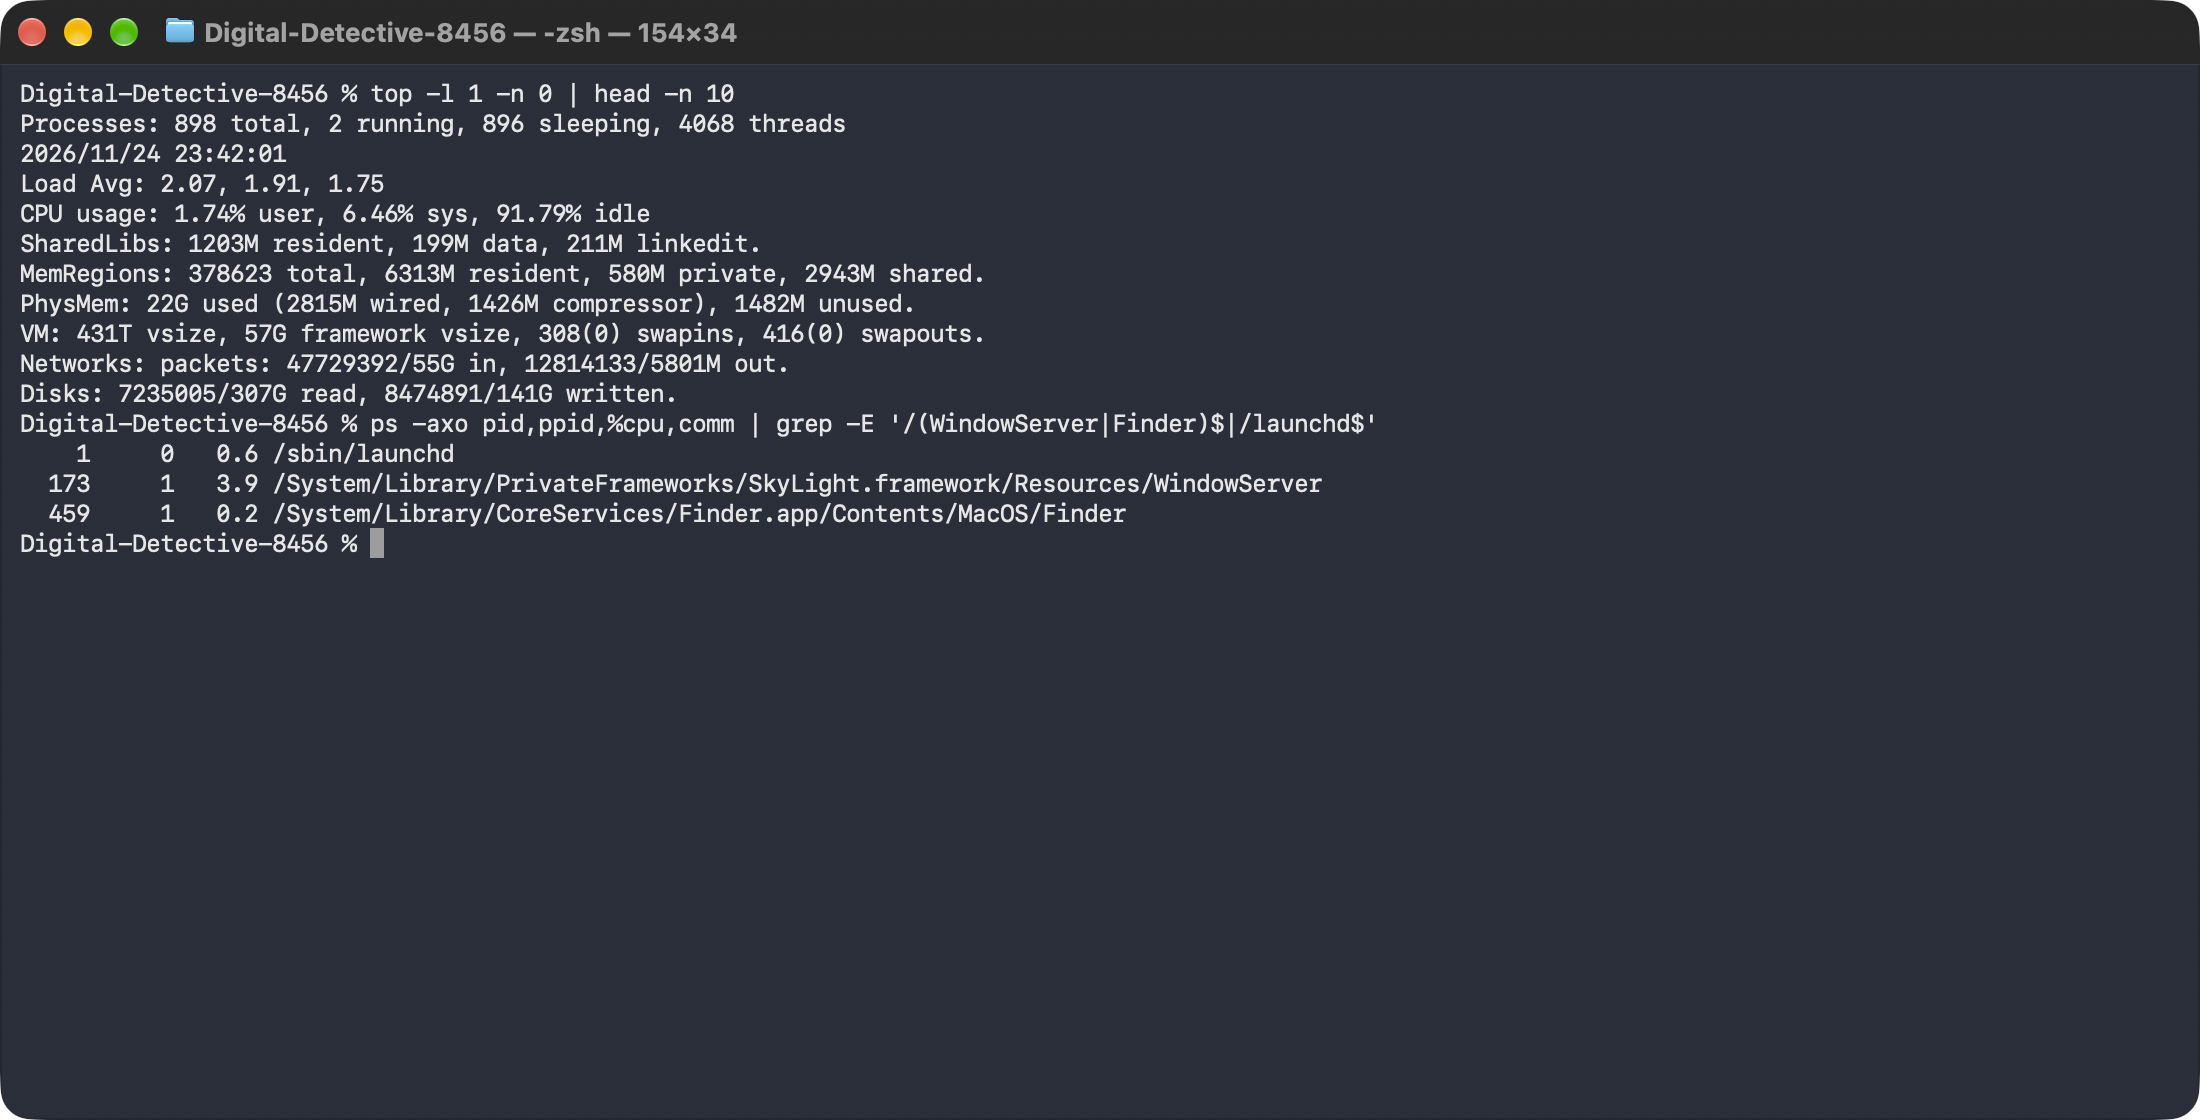 Digital-Detective-8456 — -zsh — 154×34
Digital-Detective-8456 % top -l 1 -n 0 | head -n 10
Processes: 898 total, 2 running, 896 sleeping, 4068 threads
2026/11/24 23:42:01
Load Avg: 2.07, 1.91, 1.75
CPU usage: 1.74% user, 6.46% sys, 91.79% idle
SharedLibs: 1203M resident, 199M data, 211M linkedit.
MemRegions: 378623 total, 6313M resident, 580M private, 2943M shared.
PhysMem: 22G used (2815M wired, 1426M compressor), 1482M unused.
VM: 431T vsize, 57G framework vsize, 308(0) swapins, 416(0) swapouts.
Networks: packets: 47729392/55G in, 12814133/5801M out.
Disks: 7235005/307G read, 8474891/141G written.
Digital-Detective-8456 % ps -axo pid,ppid,%cpu,comm | grep -E '/(WindowServer|Finder)$|/launchd$'
    1     0   0.6 /sbin/launchd
  173     1   3.9 /System/Library/PrivateFrameworks/SkyLight.framework/Resources/WindowServer
  459     1   0.2 /System/Library/CoreServices/Finder.app/Contents/MacOS/Finder
Digital-Detective-8456 %